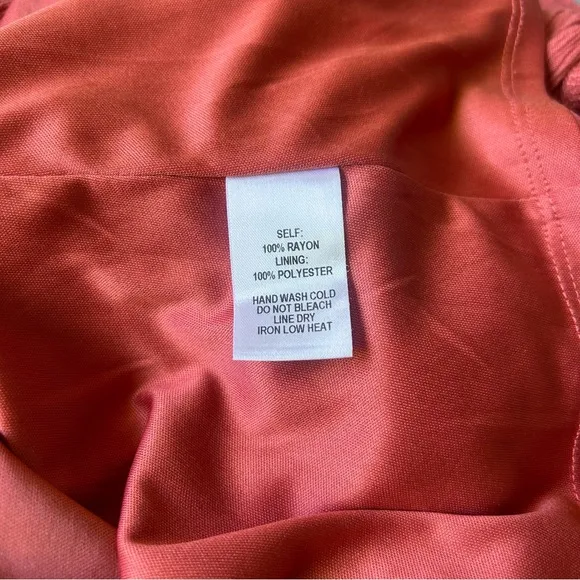 SELF:
100% RAYON
LINING:
100% POLYESTER
HAND WASH COLD
DO NOT BLEACH
LINE DRY
IRON LOW HEAT